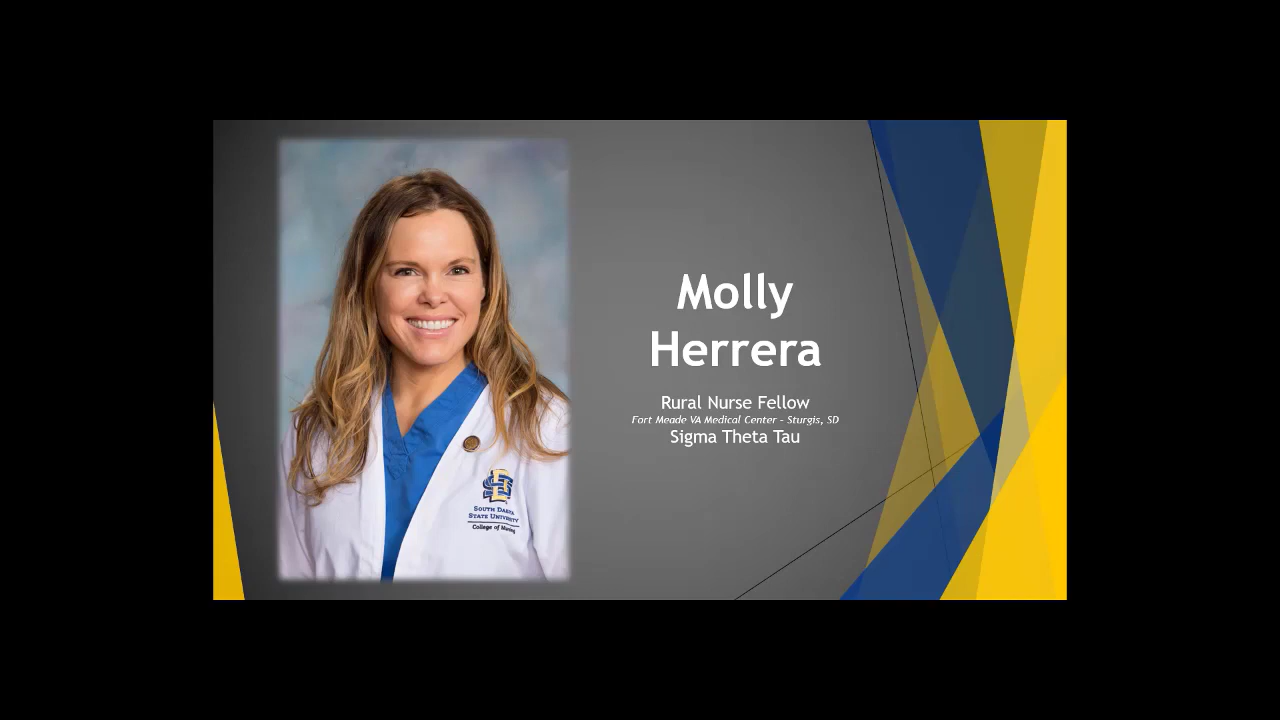 Molly
Herrera
Rural Nurse Fellow
Fort Meade VA Medical Center - Sturgis, SD
Sigma Theta Tau
South Dakota
State University
College of Nursing